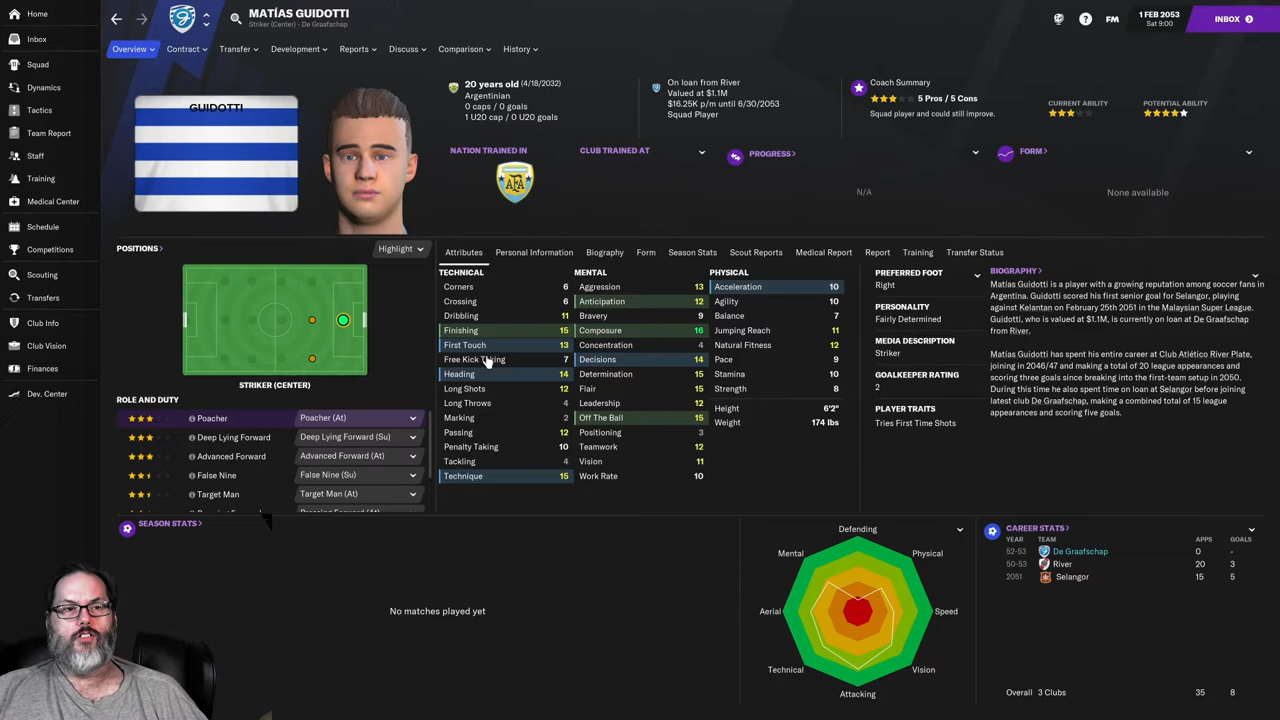 Home
Inbox
Squad
Dynamics
Tactics
Team Report
Staff
Training
Medical Center
Schedule
Competitions
Scouting
Transfers
Club Info
Club Vision
Finances
Dev. Center
MATÍAS GUIDOTTI
Striker (Center) - De Graafschap
FM
1 FEB 2053
Sat 9:00
INBOX
Overview
Contract
Transfer
Development
Reports
Discuss
Comparison
History
GUIDOTTI
20 years old (4/18/2032)
Argentinian
0 caps / 0 goals
1 U20 cap / 0 U20 goals
On loan from River
Valued at $1.1M
$16.25K p/m until 6/30/2053
Squad Player
Coach Summary
5 Pros / 5 Cons
Squad player and could still improve.
CURRENT ABILITY
POTENTIAL ABILITY
NATION TRAINED IN
AFA
CLUB TRAINED AT
PROGRESS
N/A
FORM
None available
POSITIONS
Highlight
STRIKER (CENTER)
ROLE AND DUTY
Poacher Poacher (At)
Deep Lying Forward Deep Lying Forward (Su)
Advanced Forward Advanced Forward (At)
False Nine False Nine (Su)
Target Man Target Man (At)
Attributes
Personal Information
Biography
Form
Season Stats
Scout Reports
Medical Report
Report
Training
Transfer Status
TECHNICAL
Corners 6
Crossing 6
Dribbling 11
Finishing 15
First Touch 13
Free Kick Taking 7
Heading 14
Long Shots 12
Long Throws 4
Marking 2
Passing 12
Penalty Taking 10
Tackling 4
Technique 15
MENTAL
Aggression 13
Anticipation 12
Bravery 9
Composure 16
Concentration 4
Decisions 14
Determination 15
Flair 15
Leadership 12
Off The Ball 15
Positioning 3
Teamwork 12
Vision 11
Work Rate 10
PHYSICAL
Acceleration 10
Agility 10
Balance 7
Jumping Reach 11
Natural Fitness 12
Pace 9
Stamina 10
Strength 8
Height 6'2"
Weight 174 lbs
PREFERRED FOOT
Right
PERSONALITY
Fairly Determined
MEDIA DESCRIPTION
Striker
GOALKEEPER RATING
2
PLAYER TRAITS
Tries First Time Shots
BIOGRAPHY
Matías Guidotti is a player with a growing reputation among soccer fans in
Argentina. Guidotti scored his first senior goal for Selangor, playing
against Kelantan on February 25th 2051 in the Malaysian Super League.
Guidotti, who is valued at $1.1M, is currently on loan at De Graafschap
from River.
Matías Guidotti has spent his entire career at Club Atlético River Plate,
joining in 2046/47 and making a total of 20 league appearances and
scoring three goals since breaking into the first-team setup in 2050.
During this time he also spent time on loan at Selangor before joining
latest club De Graafschap, making a combined total of 15 league
appearances and scoring five goals.
SEASON STATS
No matches played yet
Defending
Physical
Speed
Vision
Attacking
Technical
Aerial
Mental
CAREER STATS
YEAR TEAM APPS GOALS
52-53 De Graafschap 0 -
50-53 River 20 3
2051 Selangor 15 5
Overall 3 Clubs 35 8